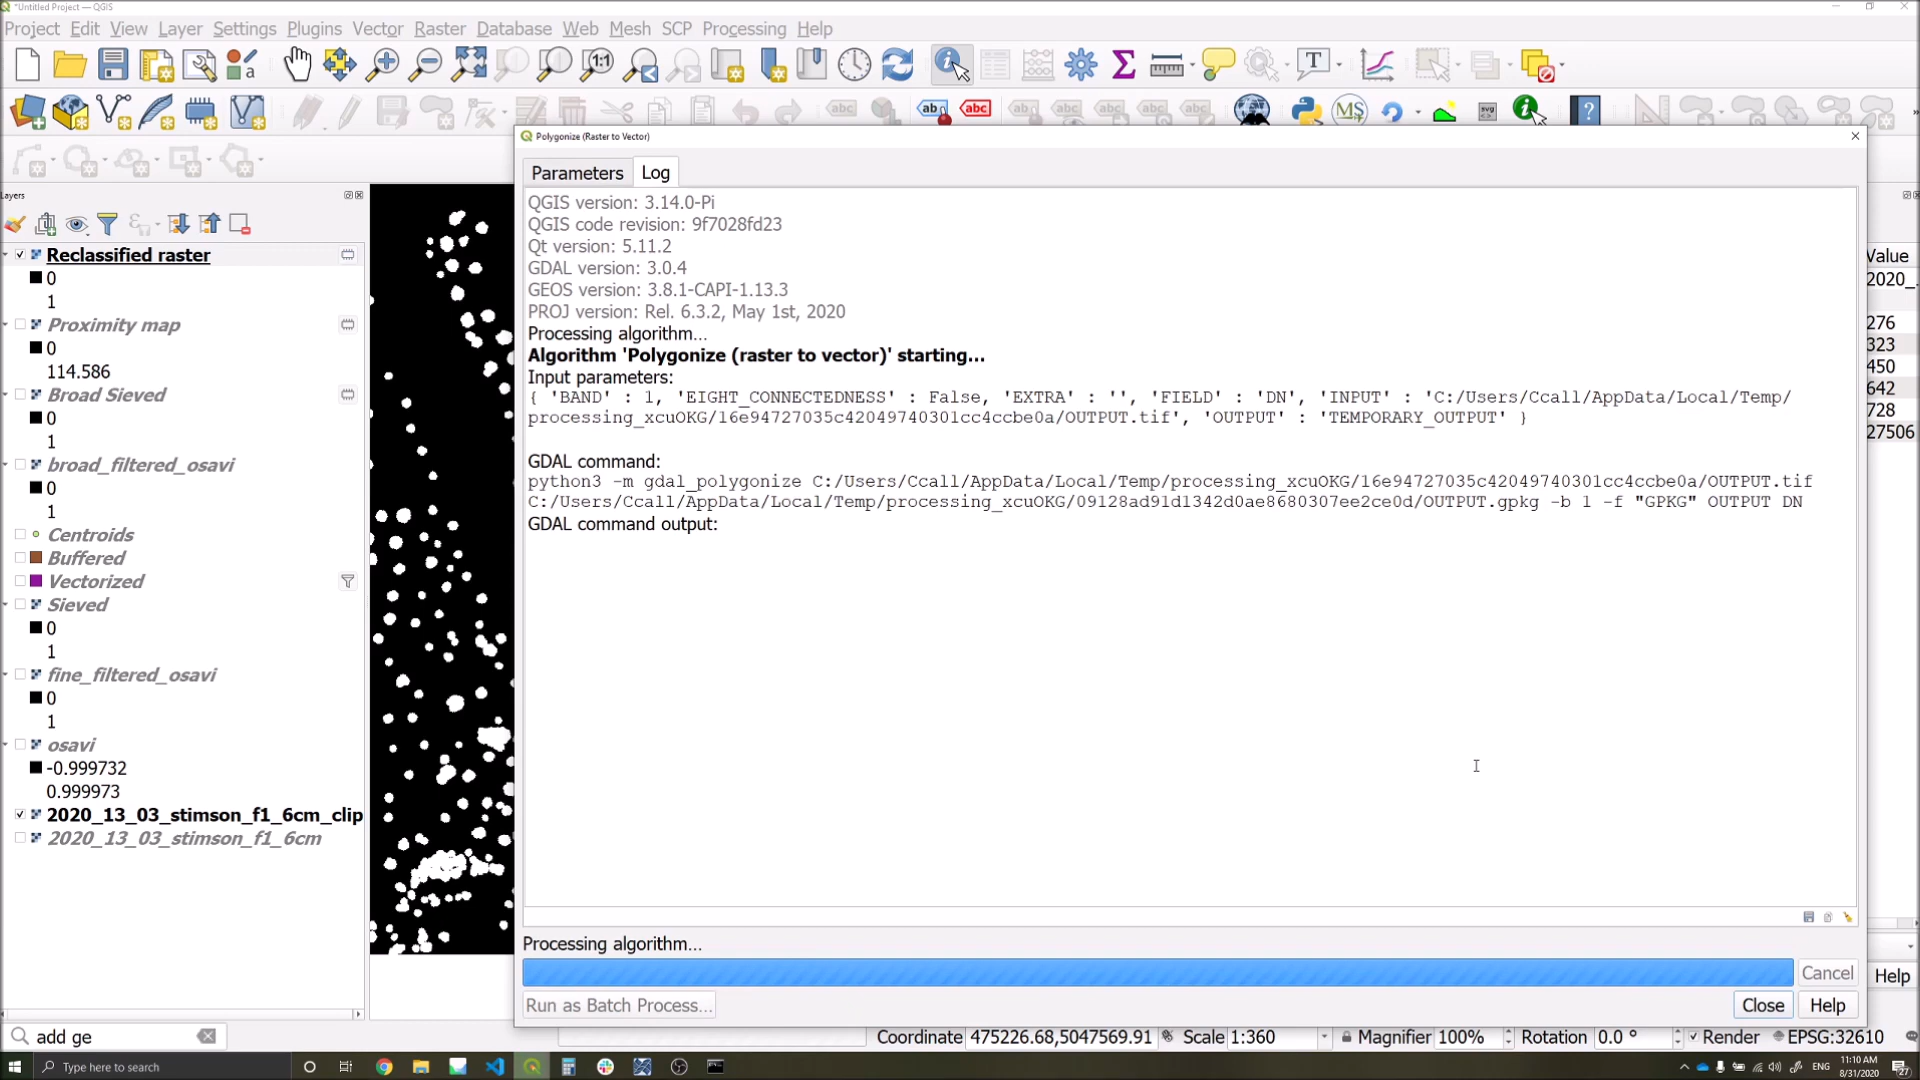 *Untitled Project — QGIS
Project Edit View Layer Settings Plugins Vector Raster Database Web Mesh SCP Processing Help
Polygonize (Raster to Vector)
Parameters Log
Layers
Reclassified raster
0
1
Proximity map
0
114.586
Broad Sieved
0
1
broad_filtered_osavi
0
1
Centroids
Buffered
Vectorized
Sieved
0
1
fine_filtered_osavi
0
1
osavi
-0.999732
0.999973
2020_13_03_stimson_f1_6cm_clip
2020_13_03_stimson_f1_6cm
QGIS version: 3.14.0-Pi
QGIS code revision: 9f7028fd23
Qt version: 5.11.2
GDAL version: 3.0.4
GEOS version: 3.8.1-CAPI-1.13.3
PROJ version: Rel. 6.3.2, May 1st, 2020
Processing algorithm…
Algorithm 'Polygonize (raster to vector)' starting…
Input parameters:
{ 'BAND' : 1, 'EIGHT_CONNECTEDNESS' : False, 'EXTRA' : '', 'FIELD' : 'DN', 'INPUT' : 'C:/Users/Ccall/AppData/Local/Temp/
processing_xcuOKG/16e94727035c42049740301cc4ccbe0a/OUTPUT.tif', 'OUTPUT' : 'TEMPORARY_OUTPUT' }
GDAL command:
python3 -m gdal_polygonize C:/Users/Ccall/AppData/Local/Temp/processing_xcuOKG/16e94727035c42049740301cc4ccbe0a/OUTPUT.tif
C:/Users/Ccall/AppData/Local/Temp/processing_xcuOKG/09128ad91d1342d0ae8680307ee2ce0d/OUTPUT.gpkg -b 1 -f "GPKG" OUTPUT DN
GDAL command output:
Value
2020_
276
323
450
642
728
27506
Processing algorithm…
Cancel
Help
Run as Batch Process…
Close
Help
add ge
Coordinate 475226.68,5047569.91 Scale 1:360 Magnifier 100% Rotation 0.0 ° Render EPSG:32610
Type here to search
ENG
11:10 AM
8/31/2020
27